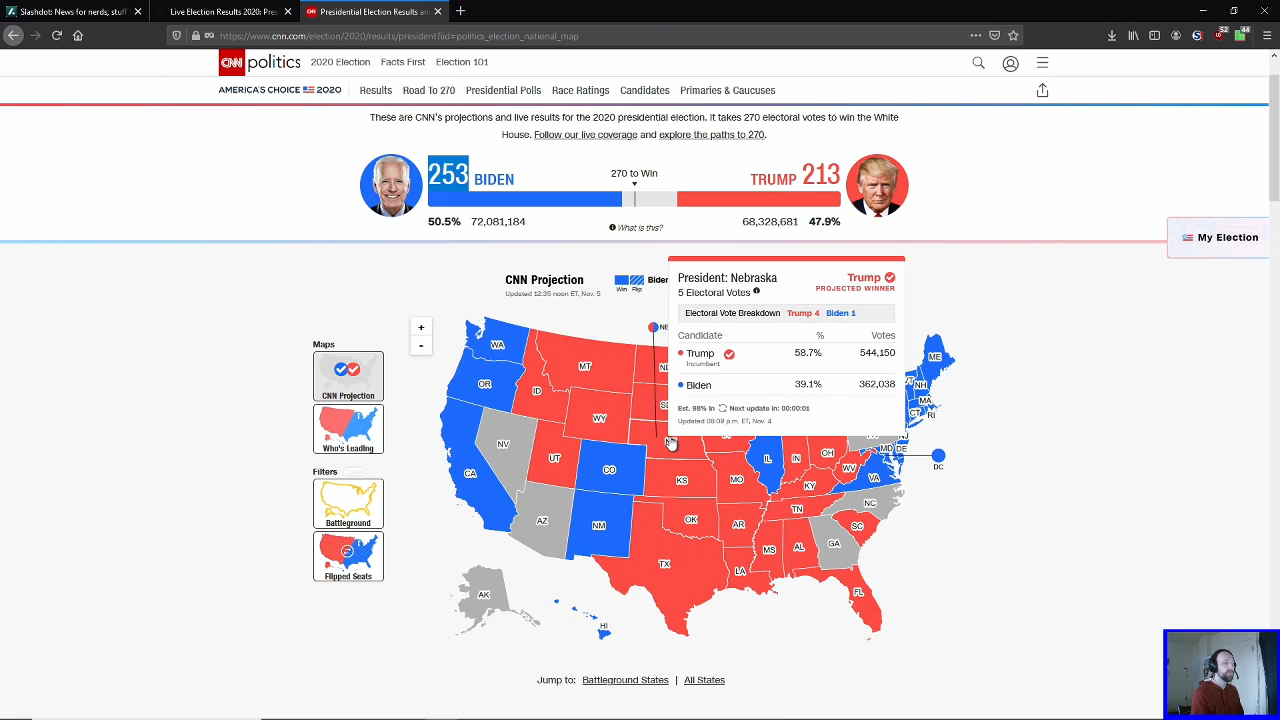 Slashdot: News for nerds, stuff
Live Election Results 2020: Pres
Presidential Election Results an
https://www.cnn.com/election/2020/results/president?iid=politics_election_national_map
52
44
CNN politics 2020 Election Facts First Election 101
AMERICA'S CHOICE 2020 Results Road To 270 Presidential Polls Race Ratings Candidates Primaries & Caucuses
These are CNN's projections and live results for the 2020 presidential election. It takes 270 electoral votes to win the White
House. Follow our live coverage and explore the paths to 270.
253 BIDEN 270 to Win TRUMP 213
50.5% 72,081,184 What is this? 68,328,681 47.9%
My Election
CNN Projection
Updated 12:35 noon ET, Nov. 5
Biden
Win Flip
President: Nebraska Trump
5 Electoral Votes PROJECTED WINNER
Electoral Vote Breakdown Trump 4 Biden 1
Candidate % Votes
Trump 58.7% 544,150
Incumbent
Biden 39.1% 362,038
Est. 98% In Next update in: 00:00:01
Updated 08:09 p.m. ET, Nov. 4
+
-
Maps
CNN Projection
Who's Leading
Filters
Battleground
Flipped Seats
NE
WA
MT
ND
ME
OR
ID
VT
NH
SD
WY
MA
CT
RI
NV
UT
CO
IL
IN
OH
NJ
MD
DE
DC
CA
KS
MO
WV
VA
KY
AZ
NM
OK
AR
TN
NC
SC
MS
AL
GA
TX
LA
FL
AK
HI
Jump to: Battleground States | All States